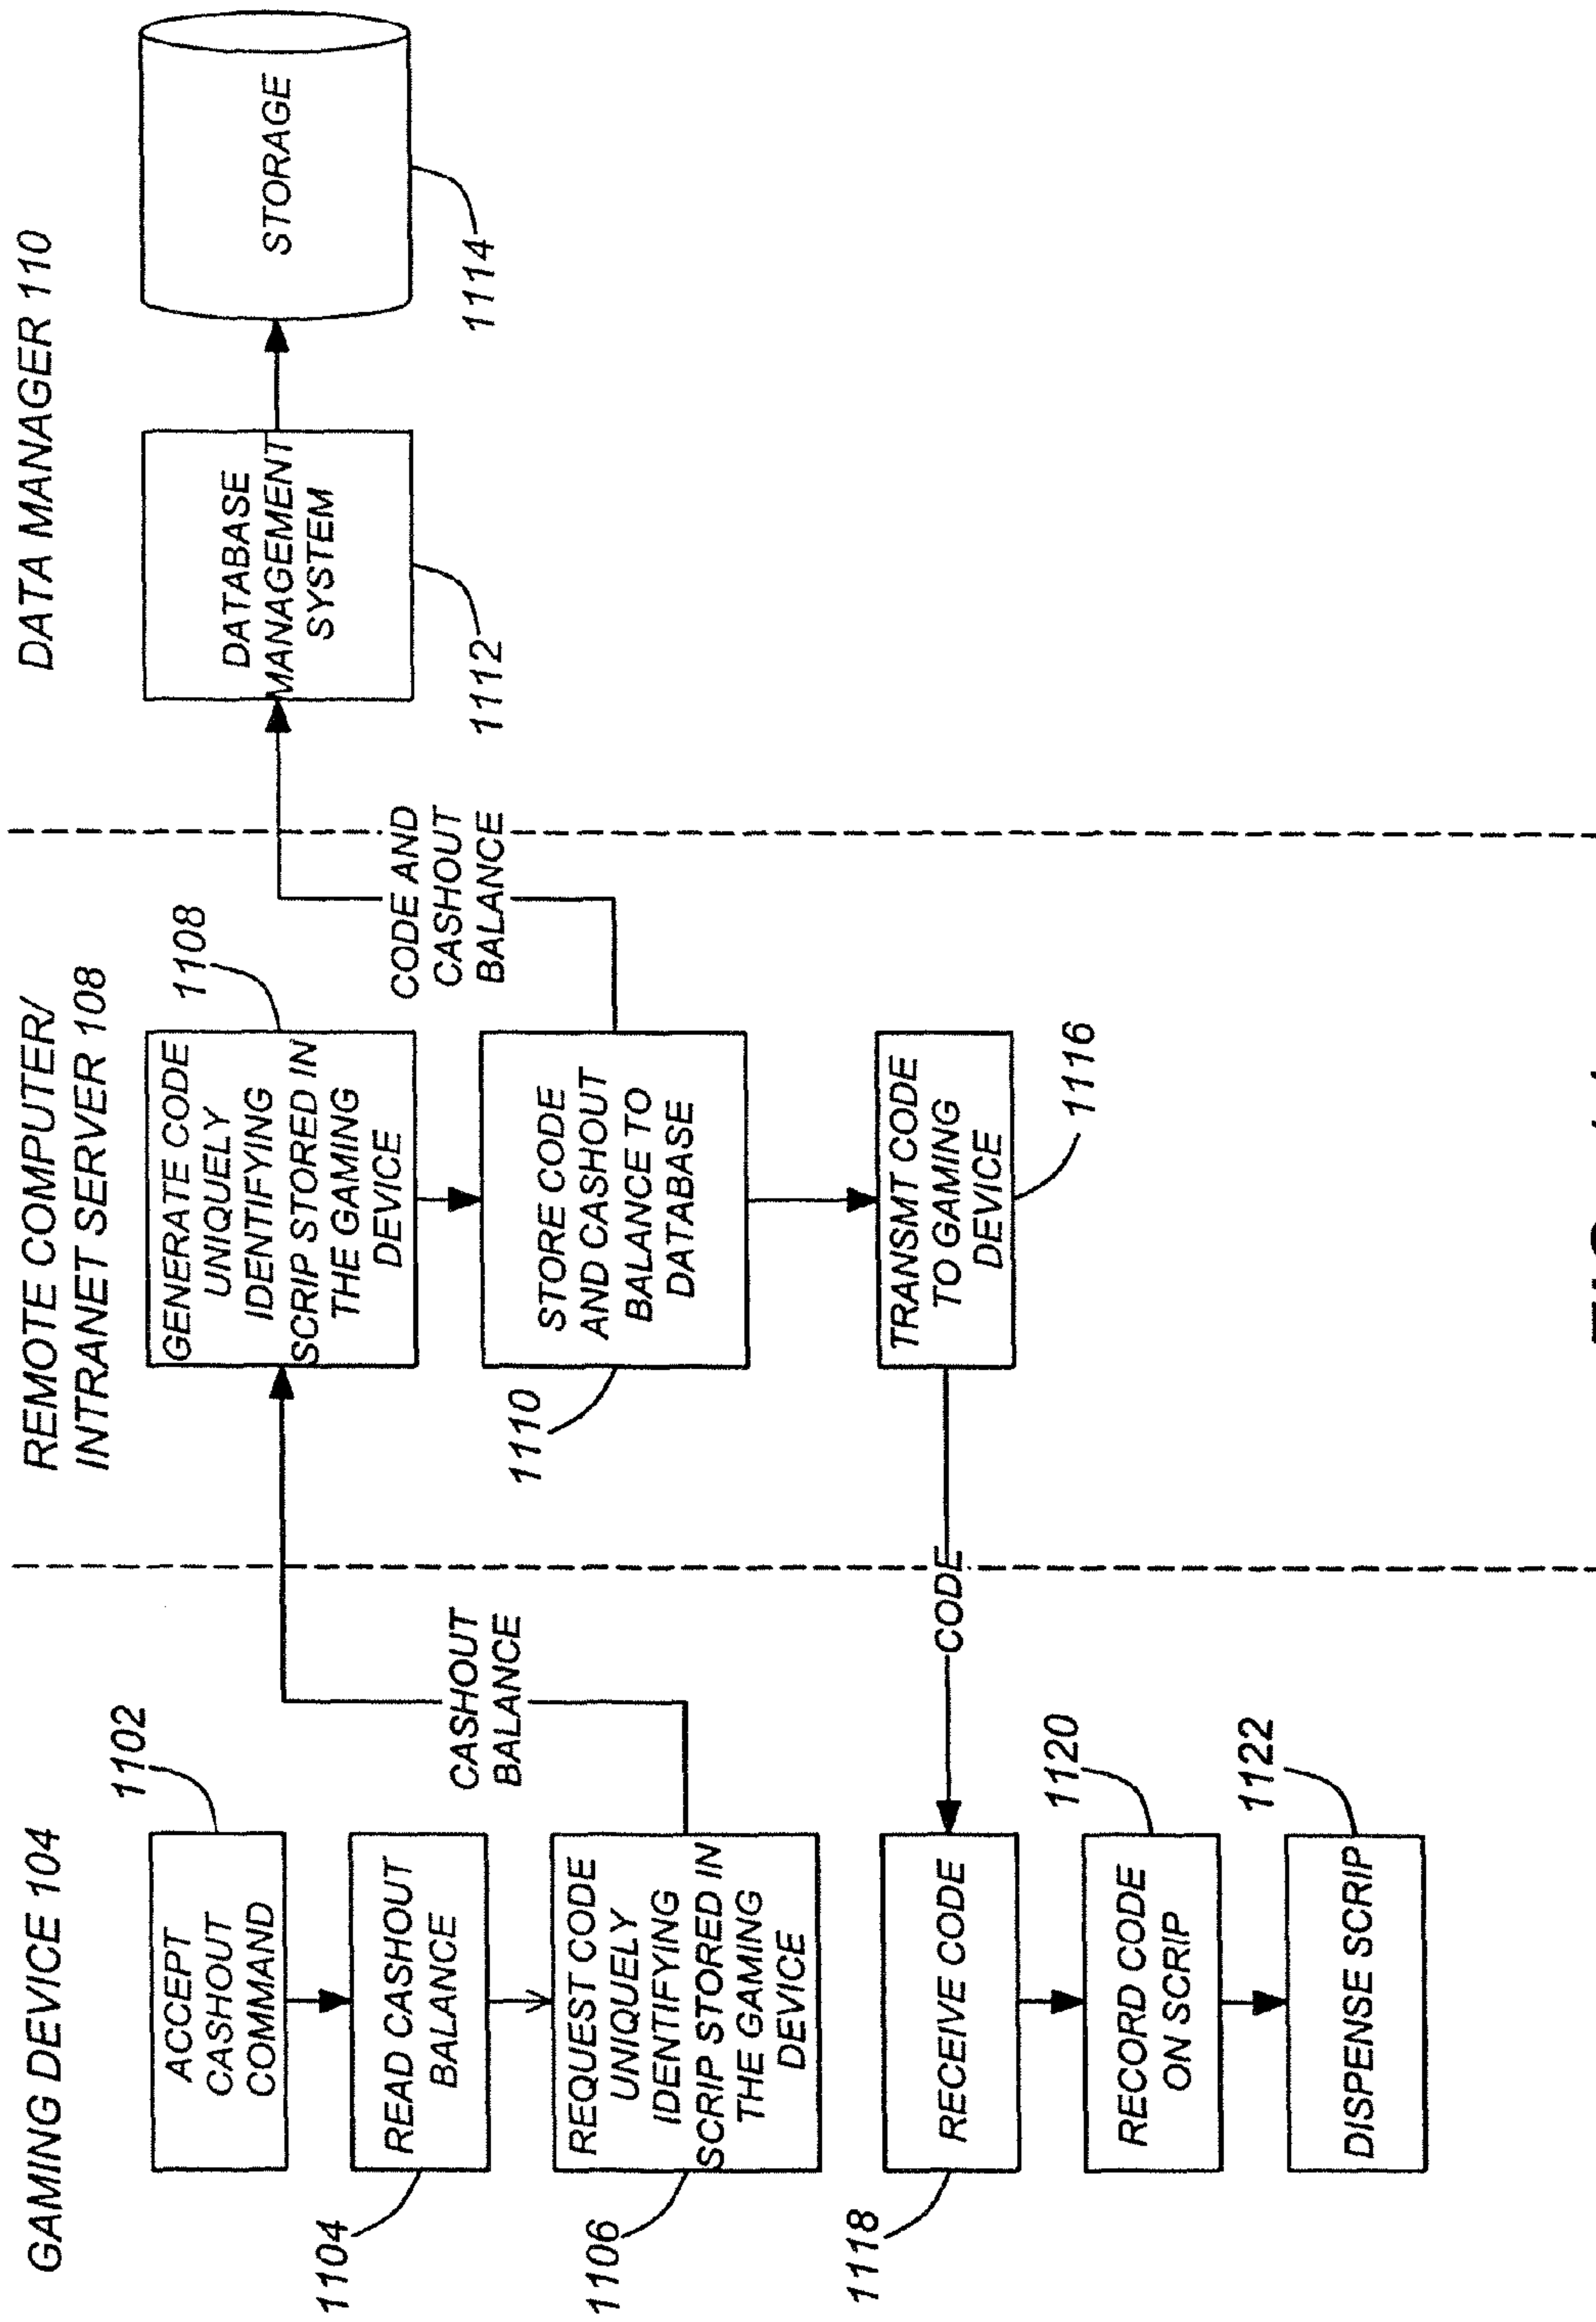 GAMING DEVICE 104
1102
ACCEPT
CASHOUT
COMMAND
1104
READ CASHOUT
BALANCE
1106
REQUEST CODE
UNIQUELY
IDENTIFYING
SCRIP STORED IN
THE GAMING
DEVICE
CASHOUT
BALANCE
1118
RECEIVE CODE
CODE
1120
RECORD CODE
ON SCRIP
1122
DISPENSE SCRIP
REMOTE COMPUTER/
INTRANET SERVER 108
1108
GENERATE CODE
UNIQUELY
IDENTIFYING
SCRIP STORED IN
THE GAMING
DEVICE
1110
STORE CODE
AND CASHOUT
BALANCE TO
DATABASE
CODE AND
CASHOUT
BALANCE
TRANSMT CODE
TO GAMING
DEVICE
1116
DATA MANAGER 110
DATABASE
MANAGEMENT
SYSTEM
1112
STORAGE
1114